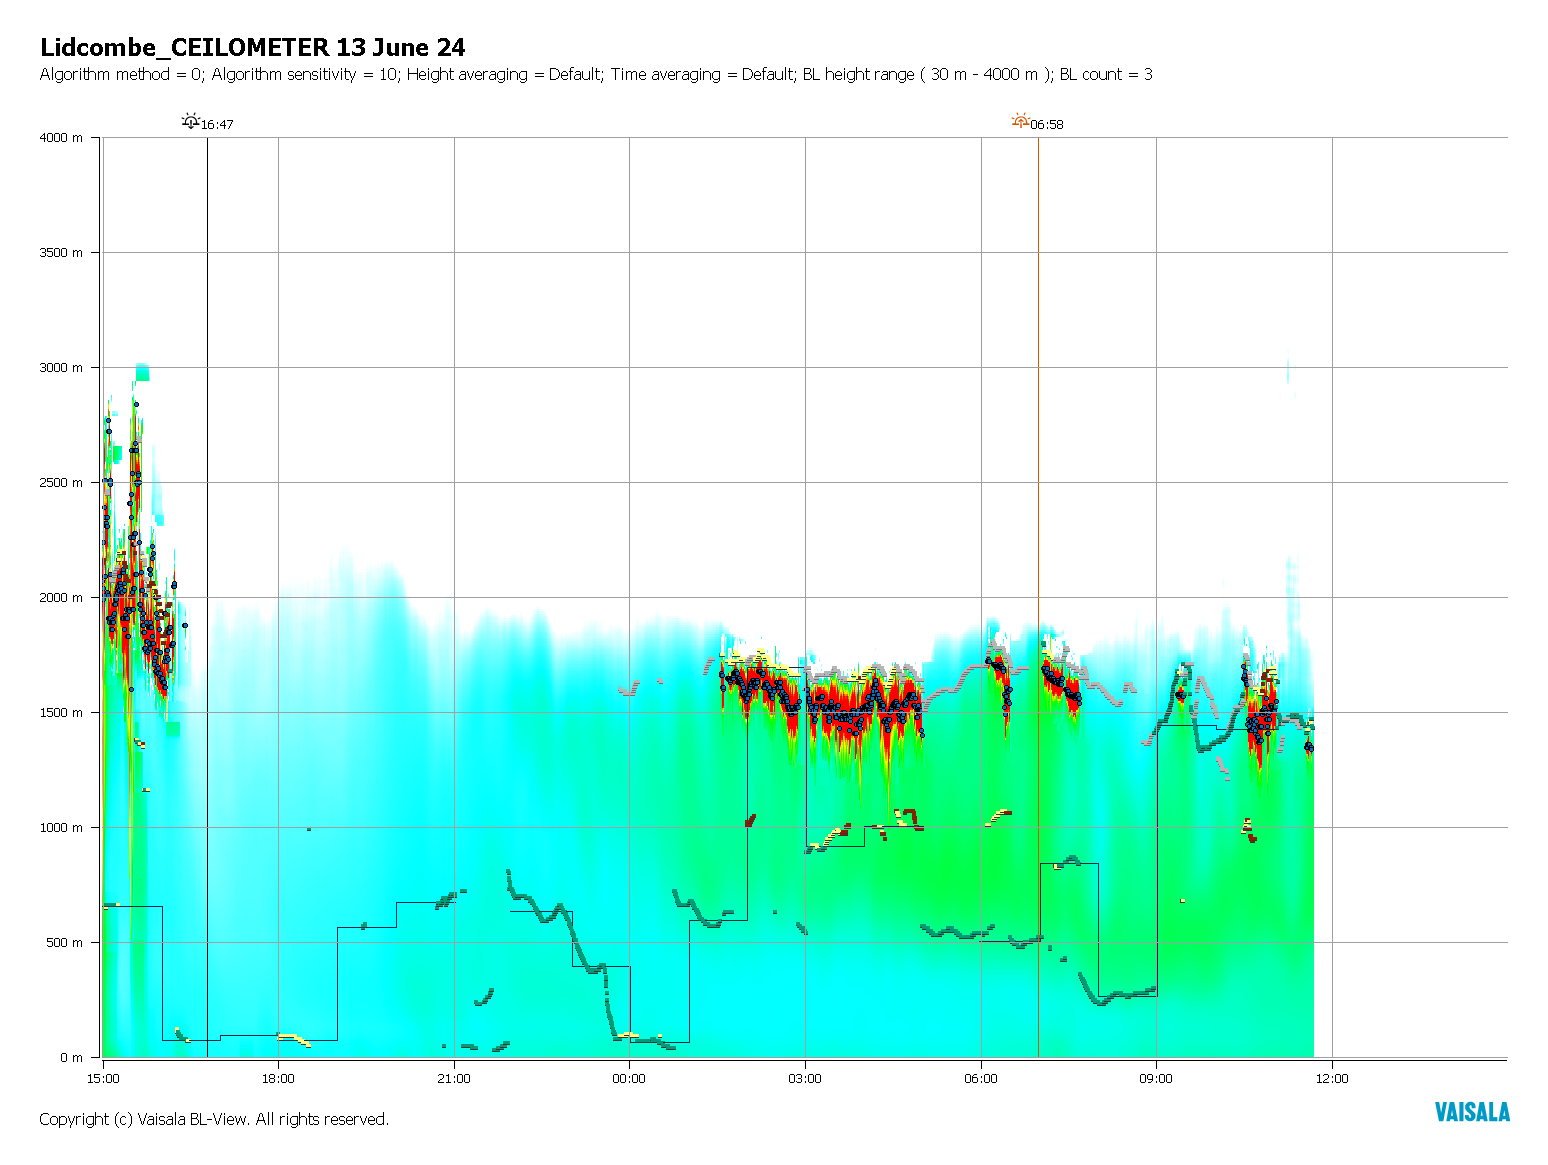 Lidcombe_CEILOMETER 13 June 24
Algorithm method = 0; Algorithm sensitivity = 10; Height averaging = Default; Time averaging = Default; BL height range ( 30 m - 4000 m ); BL count = 3
16:47
06:58
4000 m
3500 m
3000 m
2500 m
2000 m
1500 m
1000 m
500 m
0 m
15:00
18:00
21:00
00:00
03:00
06:00
09:00
12:00
Copyright (c) Vaisala BL-View. All rights reserved.
VAISALA